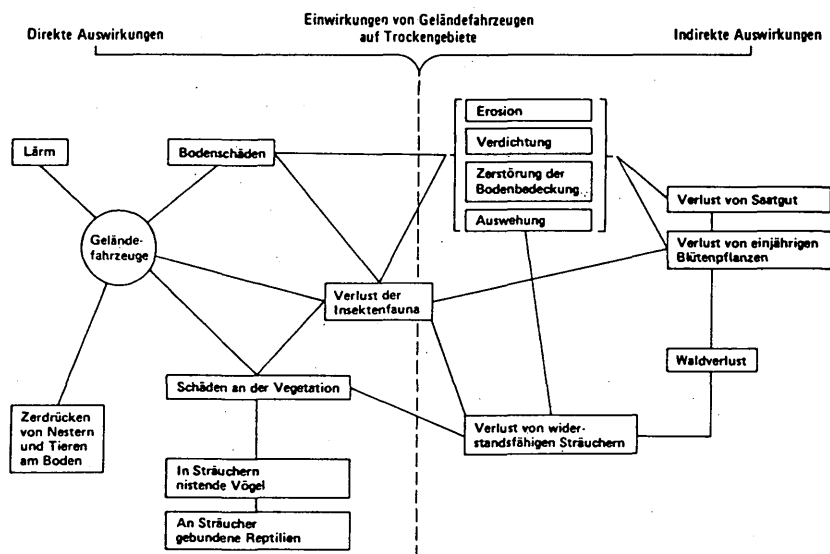 Einwirkungen von Geländefahrzeugen
auf Trockengebiete
Direkte Auswirkungen
Indirekte Auswirkungen
Lärm
Bodenschäden
Erosion
Verdichtung
Zerstörung der
Bodenbedeckung
Auswehung
Verlust von Saatgut
Verlust von einjährigen
Blütenpflanzen
Gelände-
fahrzeuge
Verlust der
Insektenfauna
Waldverlust
Schäden an der Vegetation
Zerdrücken
von Nestern
und Tieren
am Boden
Verlust von wider-
standsfähigen Sträuchern
In Sträuchern
nistende Vögel
An Sträucher
gebundene Reptilien